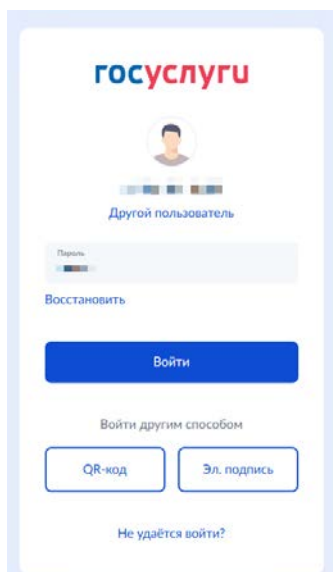 госуслуги
Другой пользователь
Пароль
Восстановить
Войти
Войти другим способом
QR-код
Эл. подпись
Не удаётся войти?